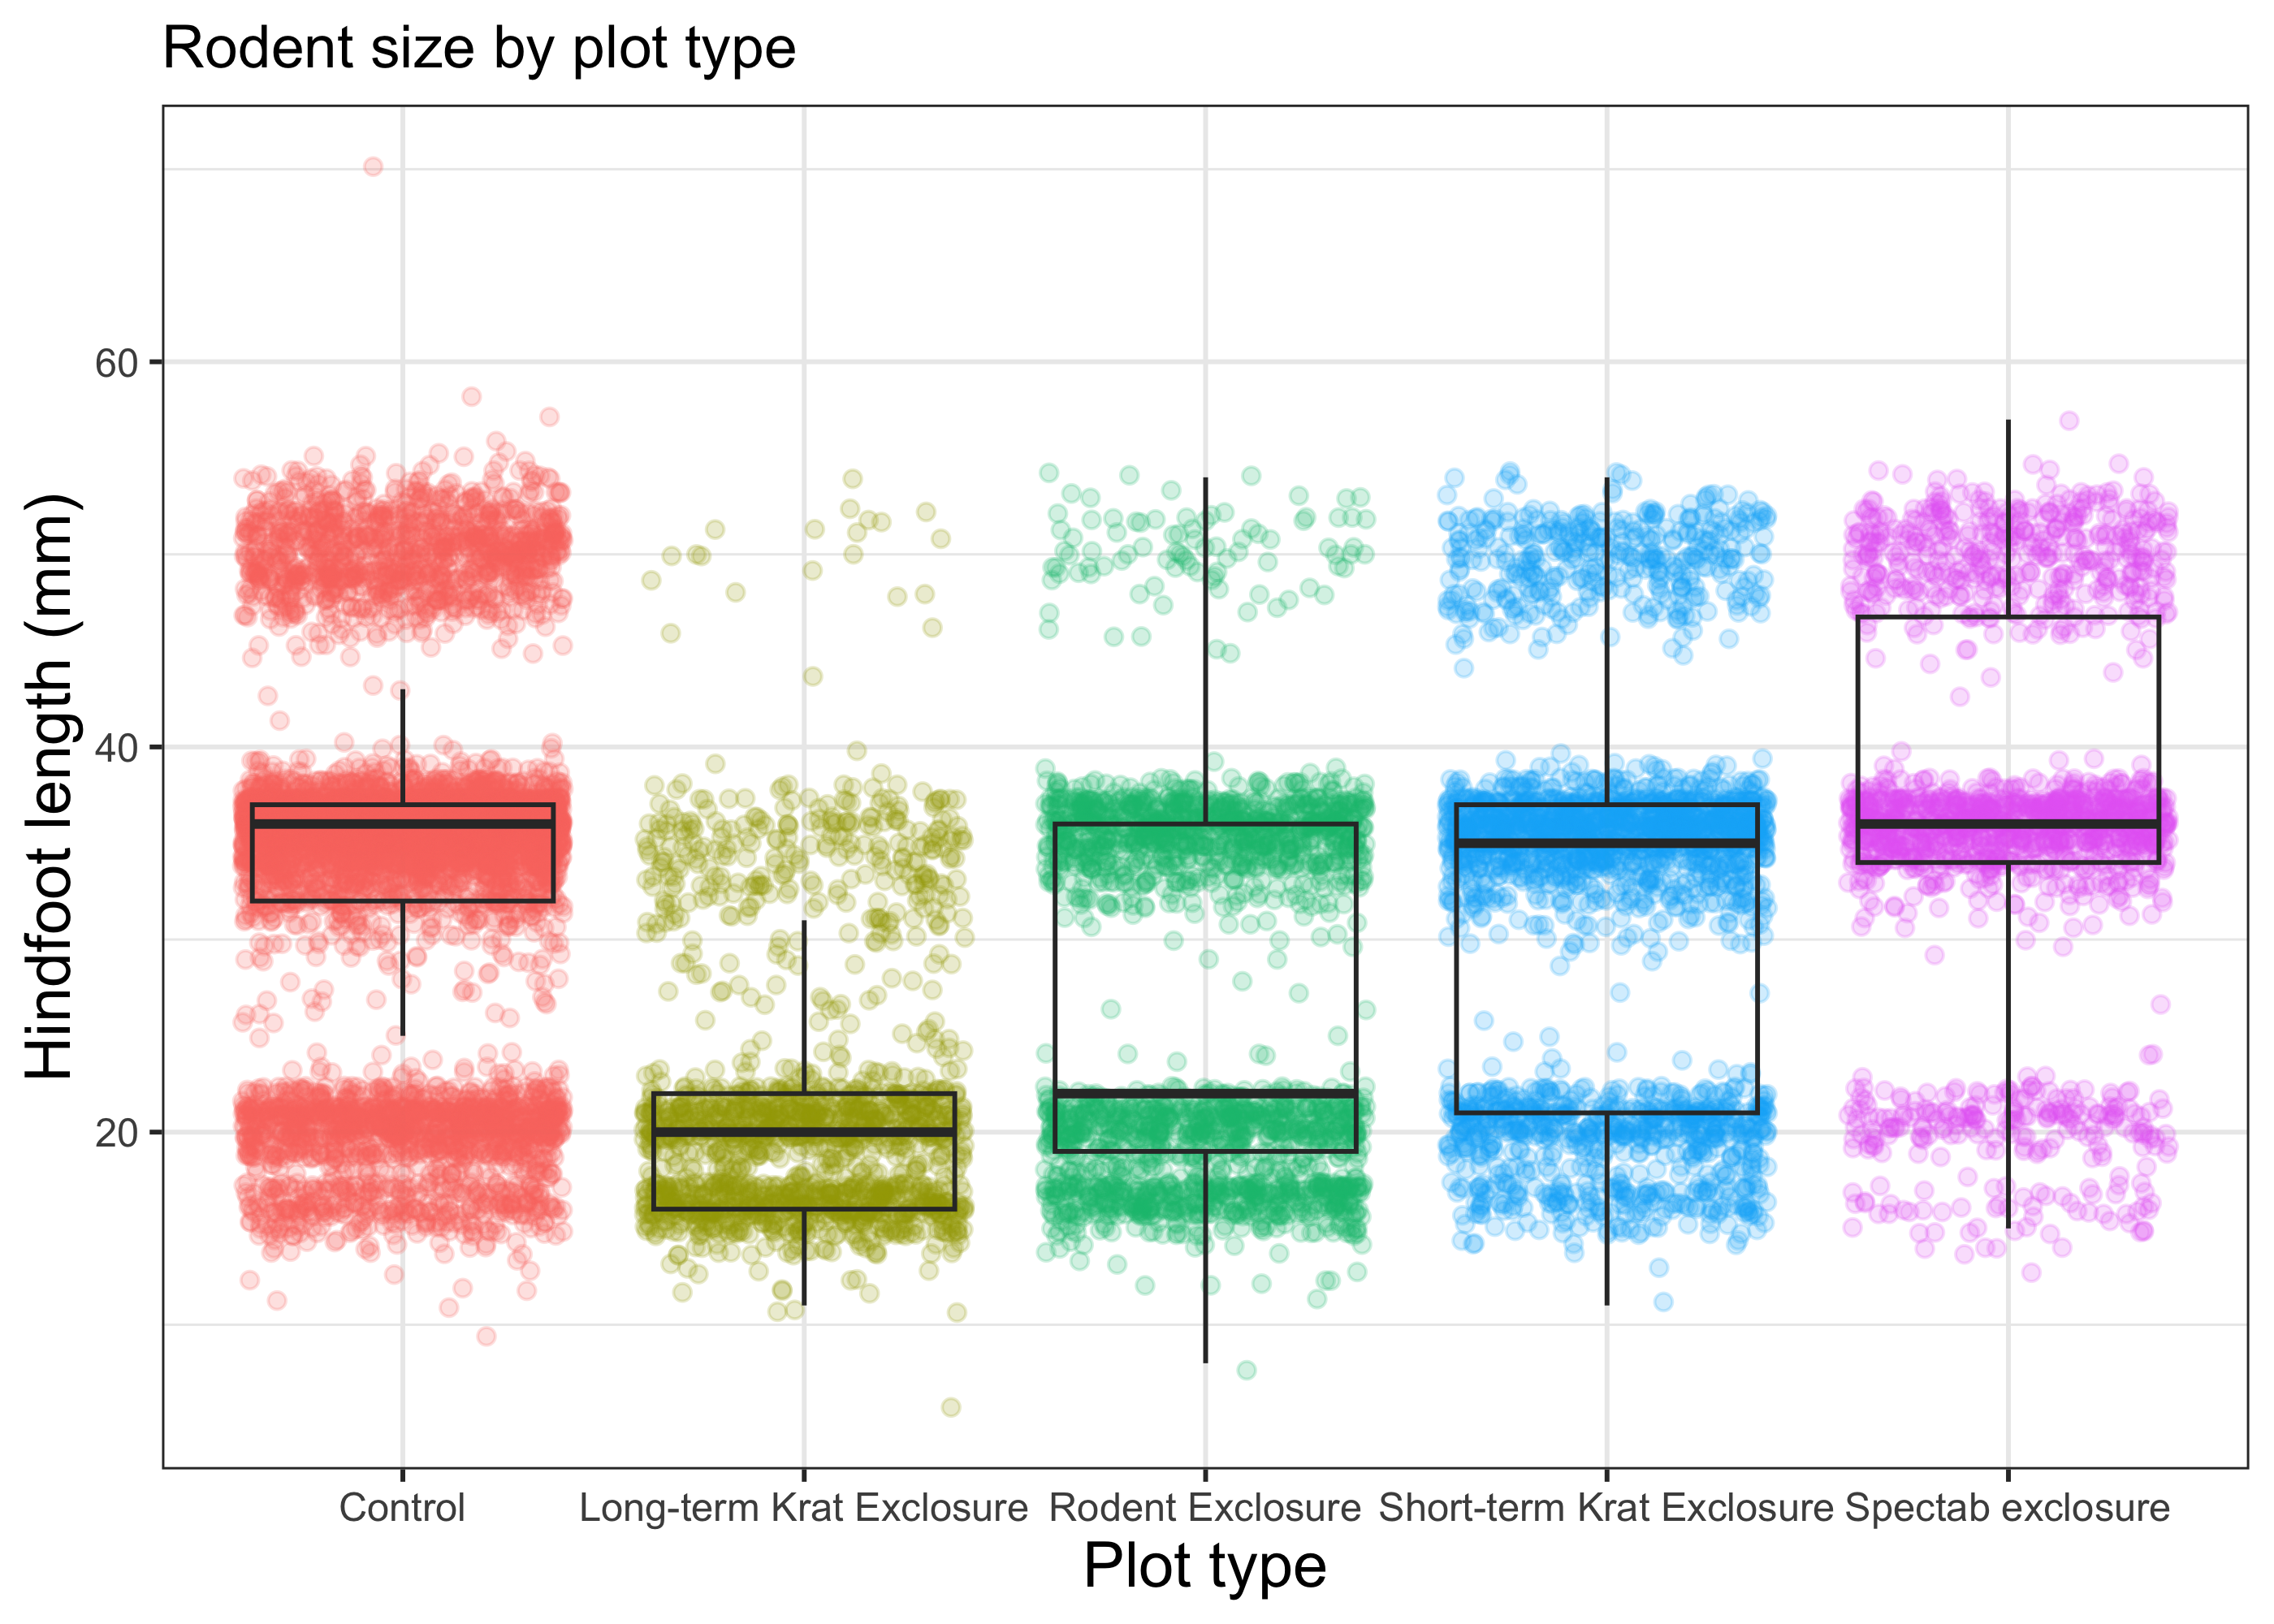 Rodent size by plot type
Hindfoot length (mm)
60
40
20
Control
Long-term Krat Exclosure
Rodent Exclosure
Short-term Krat Exclosure
Spectab exclosure
Plot type